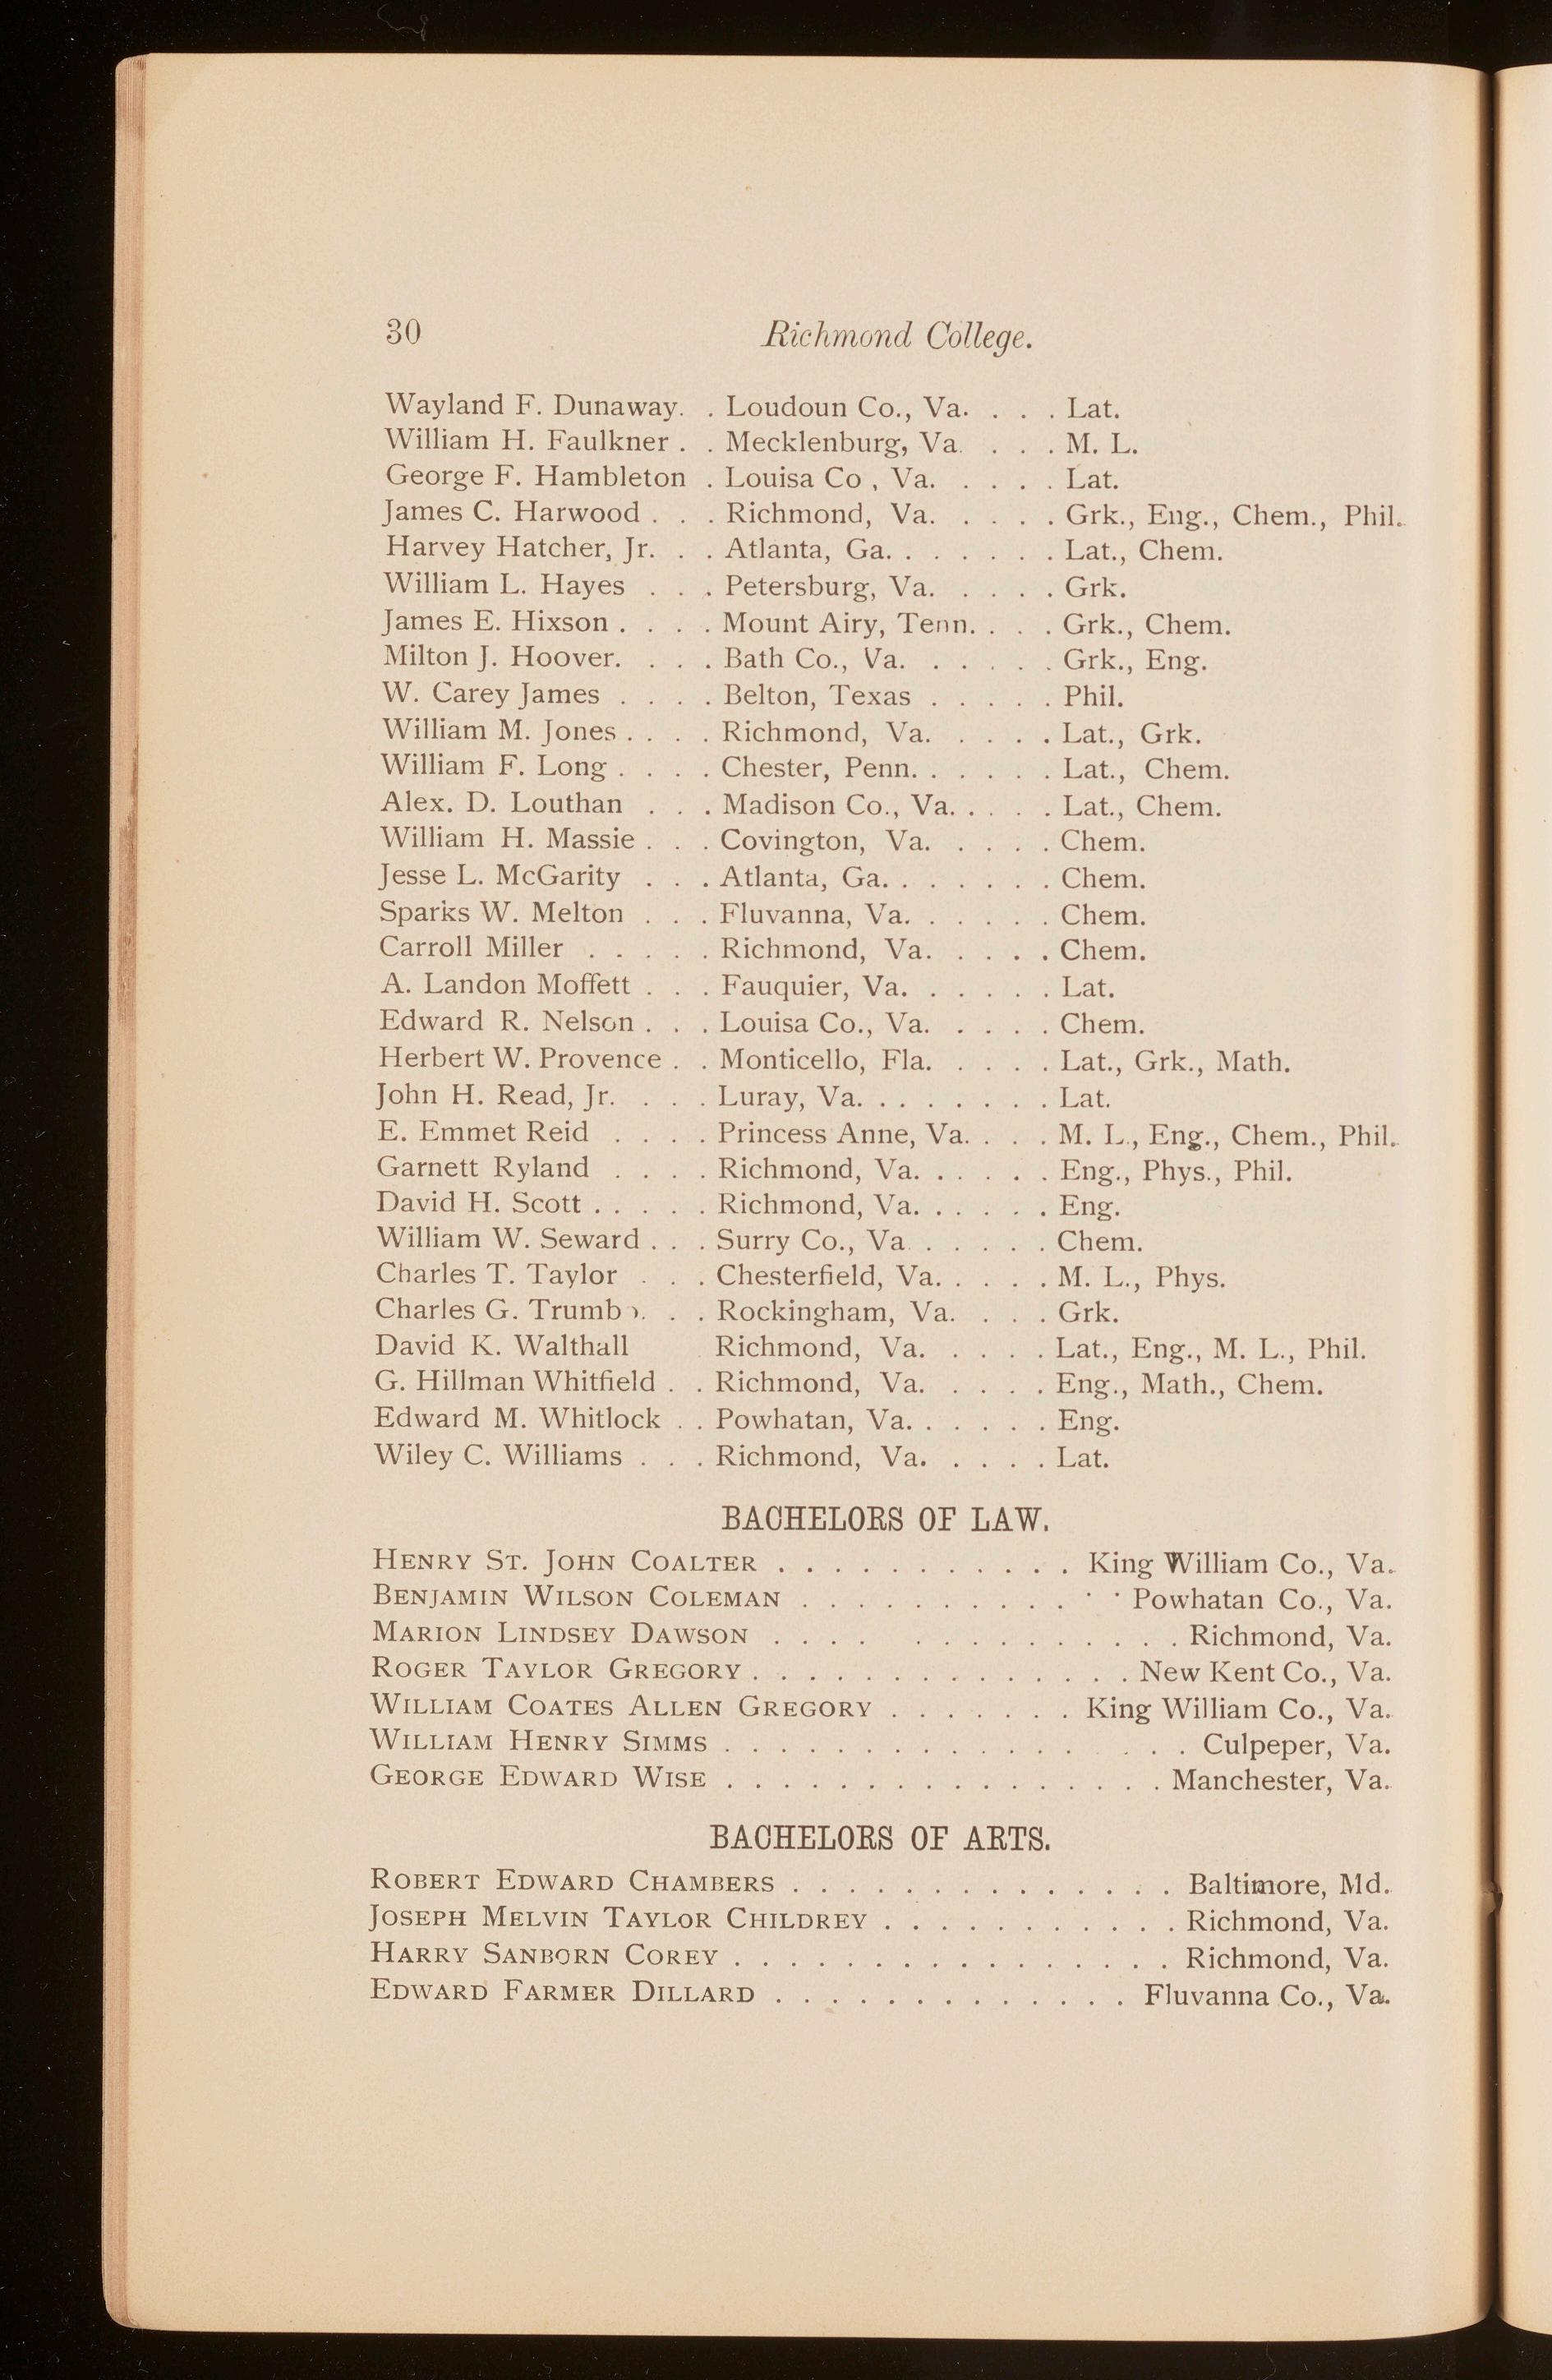 30 Richmond College.
Wayland F. Dunaway. . Loudoun Co., Va. . . . Lat.
William H. Faulkner . . Mecklenburg, Va. . . . M. L.
George F. Hambleton . Louisa Co , Va. . . . . Lat.
James C. Harwood . . . Richmond, Va. . . . . Grk., Eng., Chem., Phil.
Harvey Hatcher, Jr. . . Atlanta, Ga. . . . . . . Lat., Chem.
William L. Hayes . . . Petersburg, Va. . . . . Grk.
James E. Hixson . . . . Mount Airy, Tenn. . . . Grk., Chem.
Milton J. Hoover. . . . Bath Co., Va. . . . . . Grk., Eng.
W. Carey James . . . . Belton, Texas . . . . . Phil.
William M. Jones . . . . Richmond, Va. . . . . Lat., Grk.
William F. Long . . . . Chester, Penn. . . . . . Lat., Chem.
Alex. D. Louthan . . . Madison Co., Va. . . . . Lat., Chem.
William H. Massie . . . Covington, Va. . . . . Chem.
Jesse L. McGarity . . . Atlanta, Ga. . . . . . . Chem.
Sparks W. Melton . . . Fluvanna, Va. . . . . . Chem.
Carroll Miller . . . . . Richmond, Va. . . . . Chem.
A. Landon Moffett . . . Fauquier, Va. . . . . . Lat.
Edward R. Nelson . . . Louisa Co., Va. . . . . Chem.
Herbert W. Provence . . Monticello, Fla. . . . . Lat., Grk., Math.
John H. Read, Jr. . . . Luray, Va. . . . . . . . Lat.
E. Emmet Reid . . . . Princess Anne, Va. . . . M. L., Eng., Chem., Phil.
Garnett Ryland . . . . Richmond, Va. . . . . . Eng., Phys., Phil.
David H. Scott . . . . . Richmond, Va. . . . . . Eng.
William W. Seward . . . Surry Co., Va . . . . . Chem.
Charles T. Taylor . . . Chesterfield, Va. . . . . M. L., Phys.
Charles G. Trumbo. . . Rockingham, Va. . . . Grk.
David K. Walthall Richmond, Va. . . . . Lat., Eng., M. L., Phil.
G. Hillman Whitfield . . Richmond, Va. . . . . Eng., Math., Chem.
Edward M. Whitlock . . Powhatan, Va. . . . . . Eng.
Wiley C. Williams . . . Richmond, Va. . . . . Lat.
BACHELORS OF LAW.
HENRY ST. JOHN COALTER . . . . . . . . . . . King William Co., Va.
BENJAMIN WILSON COLEMAN . . . . . . . . . . . . Powhatan Co., Va.
MARION LINDSEY DAWSON . . . . . . . . . . . . . . Richmond, Va.
ROGER TAYLOR GREGORY . . . . . . . . . . . . . . New Kent Co., Va.
WILLIAM COATES ALLEN GREGORY . . . . . . . King William Co., Va.
WILLIAM HENRY SIMMS . . . . . . . . . . . . . . . Culpeper, Va.
GEORGE EDWARD WISE . . . . . . . . . . . . . . . . Manchester, Va.
BACHELORS OF ARTS.
ROBERT EDWARD CHAMBERS . . . . . . . . . . . . . . Baltimore, Md.
JOSEPH MELVIN TAYLOR CHILDREY . . . . . . . . . . . Richmond, Va.
HARRY SANBORN COREY . . . . . . . . . . . . . . . . Richmond, Va.
EDWARD FARMER DILLARD . . . . . . . . . . . . . Fluvanna Co., Va.